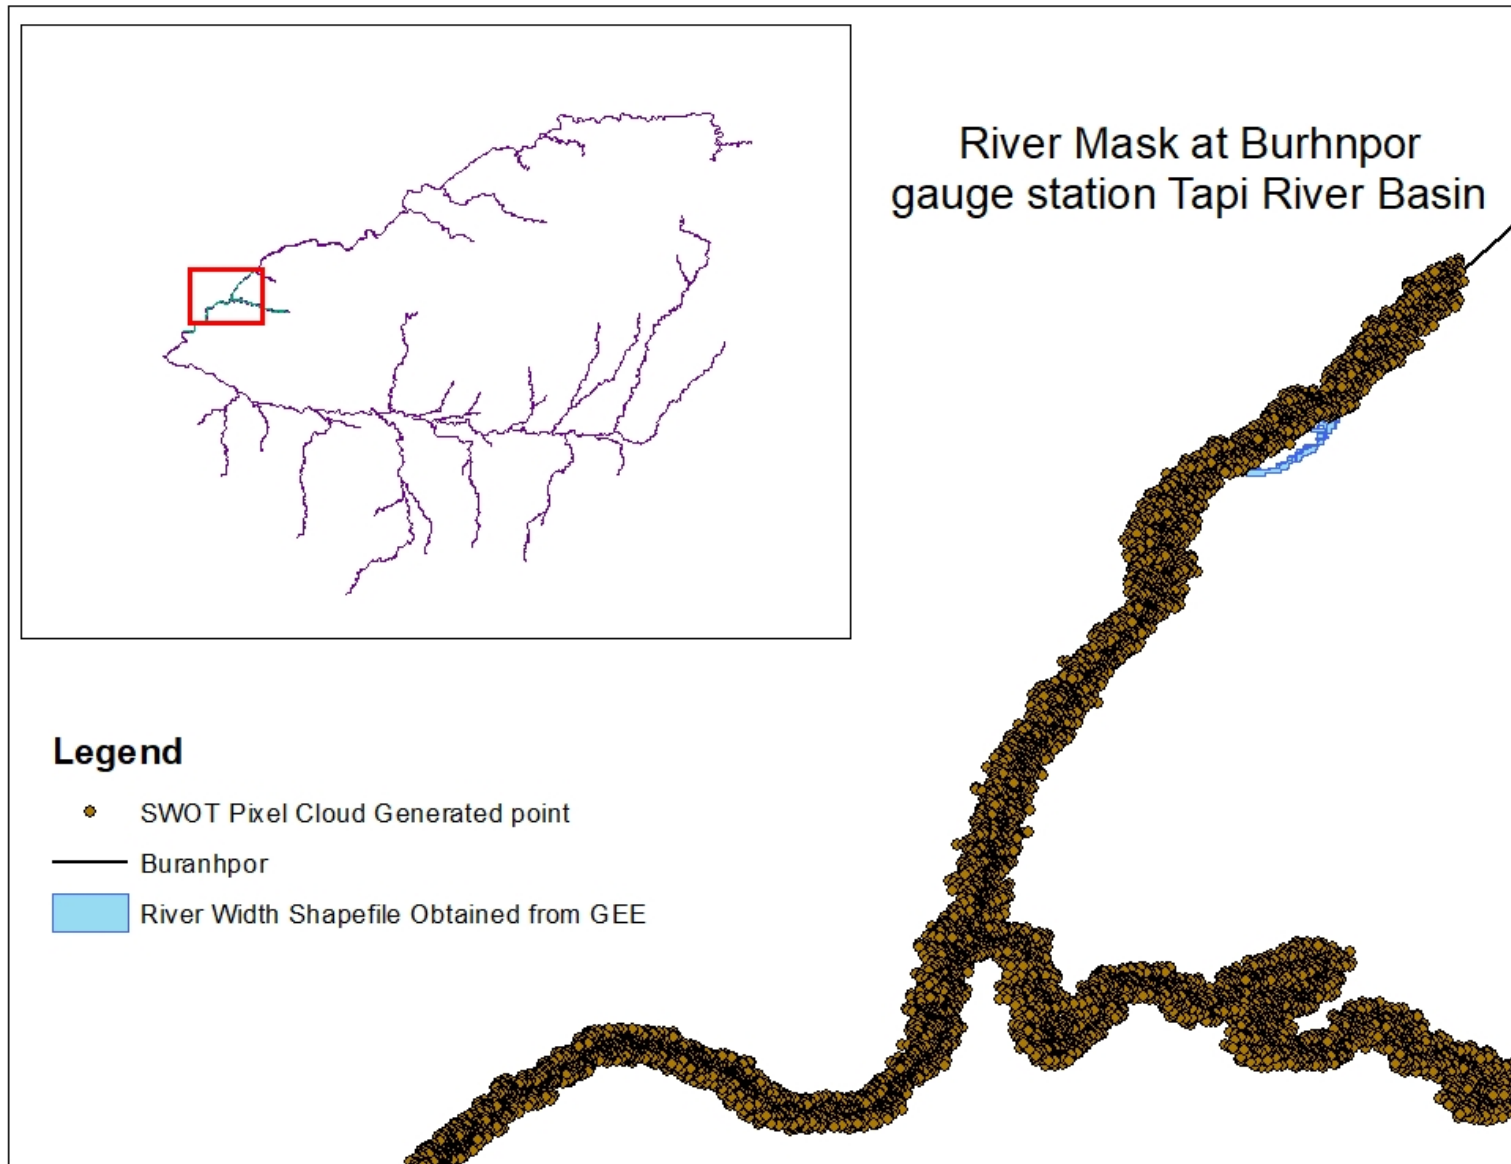 River Mask at Burhnpor
gauge station Tapi River Basin
Legend
SWOT Pixel Cloud Generated point
Buranhpor
River Width Shapefile Obtained from GEE